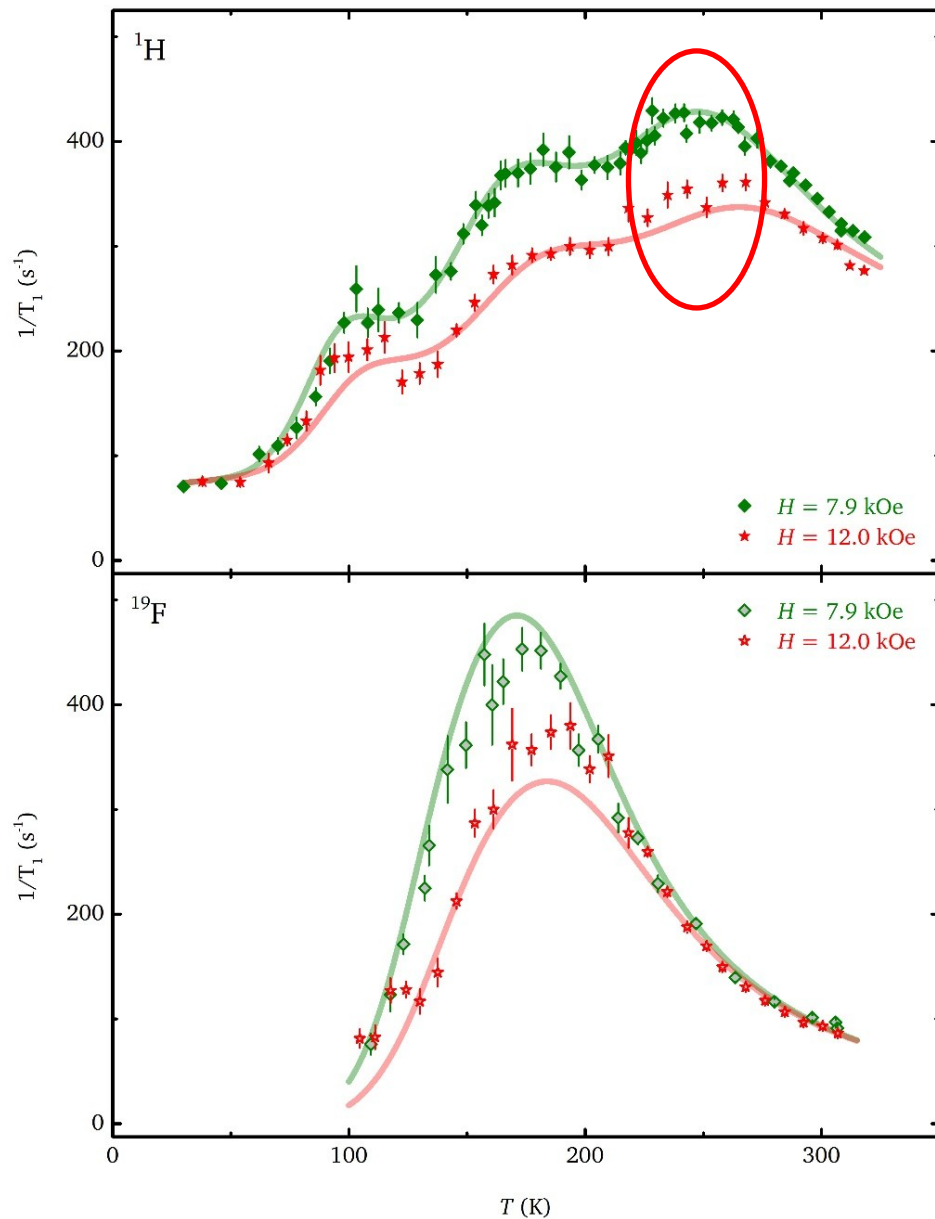 ¹H
400
200
0
1/T₁ (s⁻¹)
H = 7.9 kOe
H = 12.0 kOe
¹⁹F
H = 7.9 kOe
H = 12.0 kOe
400
200
0
1/T₁ (s⁻¹)
0 100 200 300
T (K)